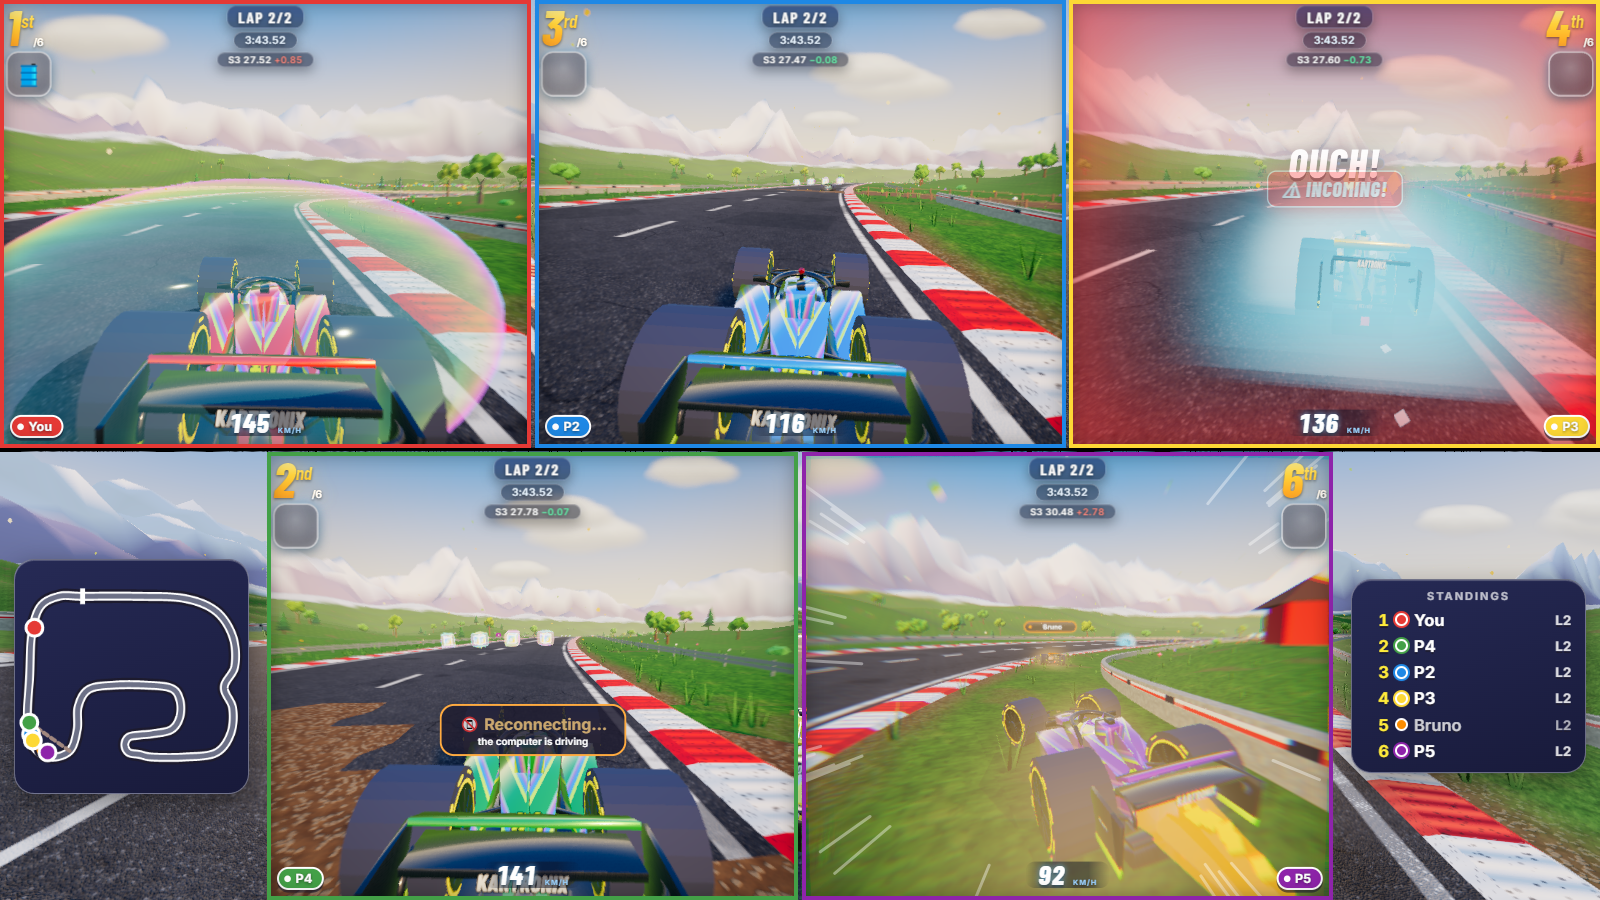 1st /6
LAP 2/2
3:43.52
S3 27.52 +0.85
You
KARTRONIX
145 KM/H
3rd /6
LAP 2/2
3:43.52
S3 27.47 -0.08
P2
KARTRONIX
116 KM/H
4th /6
LAP 2/2
3:43.52
S3 27.60 -0.73
OUCH!
⚠ INCOMING!
P3
136 KM/H
2nd /6
LAP 2/2
3:43.52
S3 27.78 -0.07
Reconnecting...
the computer is driving
P4
KARTRONIX
141 KM/H
6th /6
LAP 2/2
3:43.52
S3 30.48 +2.78
Bruno
92 KM/H
P5
STANDINGS
1 You L2
2 P4 L2
3 P2 L2
4 P3 L2
5 Bruno L2
6 P5 L2